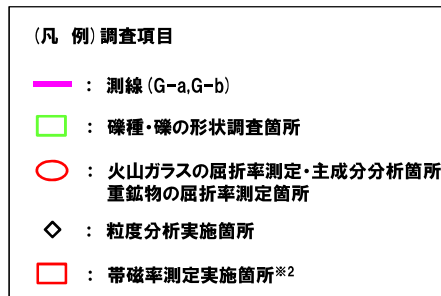 (凡 例)調査項目
: 測線(G-a,G-b)
: 礫種・礫の形状調査箇所
: 火山ガラスの屈折率測定・主成分分析箇所
重鉱物の屈折率測定箇所
: 粒度分析実施箇所
: 帯磁率測定実施箇所※2